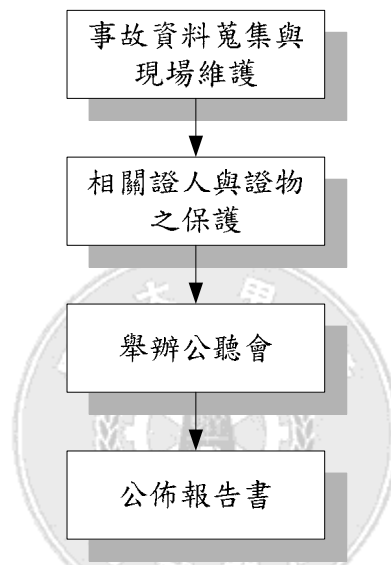 事故資料蒐集與
現場維護
相關證人與證物
之保護
舉辦公聽會
公佈報告書